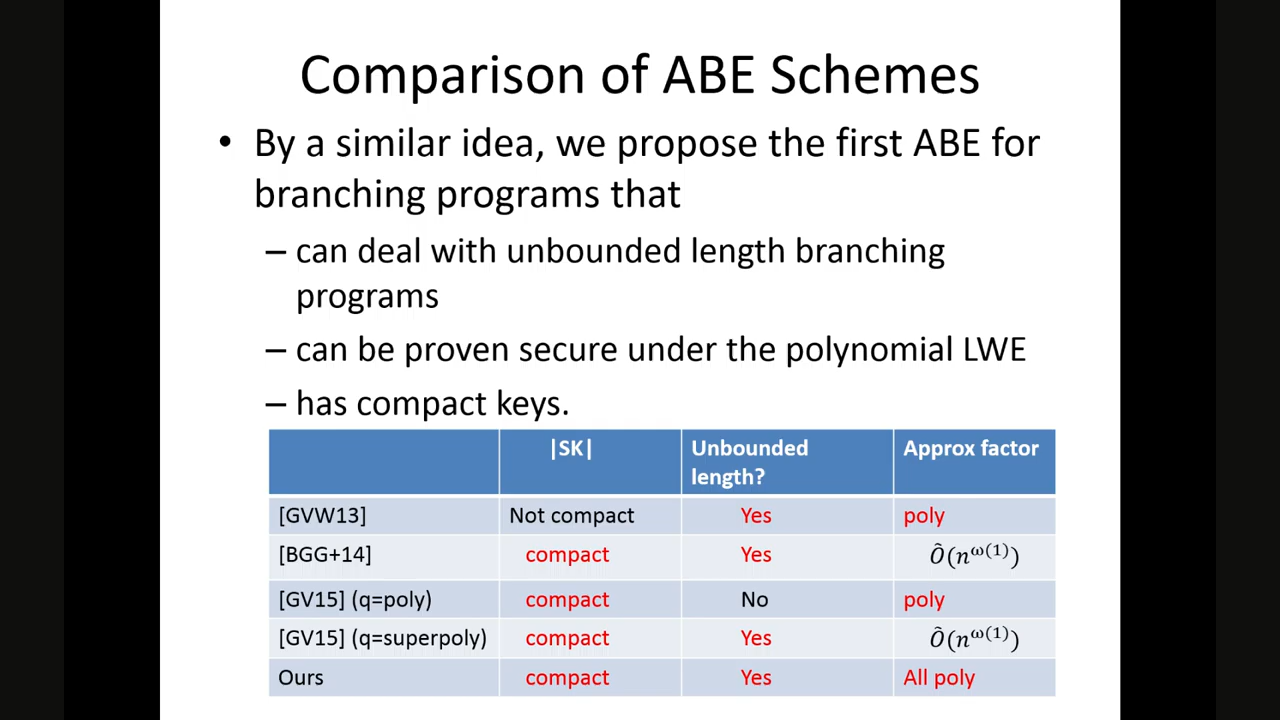 Comparison of ABE Schemes
• By a similar idea, we propose the first ABE for
branching programs that
– can deal with unbounded length branching
programs
– can be proven secure under the polynomial LWE
– has compact keys.
|SK| Unbounded length? Approx factor
[GVW13] Not compact Yes poly
[BGG+14] compact Yes Ô(n^ω(1))
[GV15] (q=poly) compact No poly
[GV15] (q=superpoly) compact Yes Ô(n^ω(1))
Ours compact Yes All poly